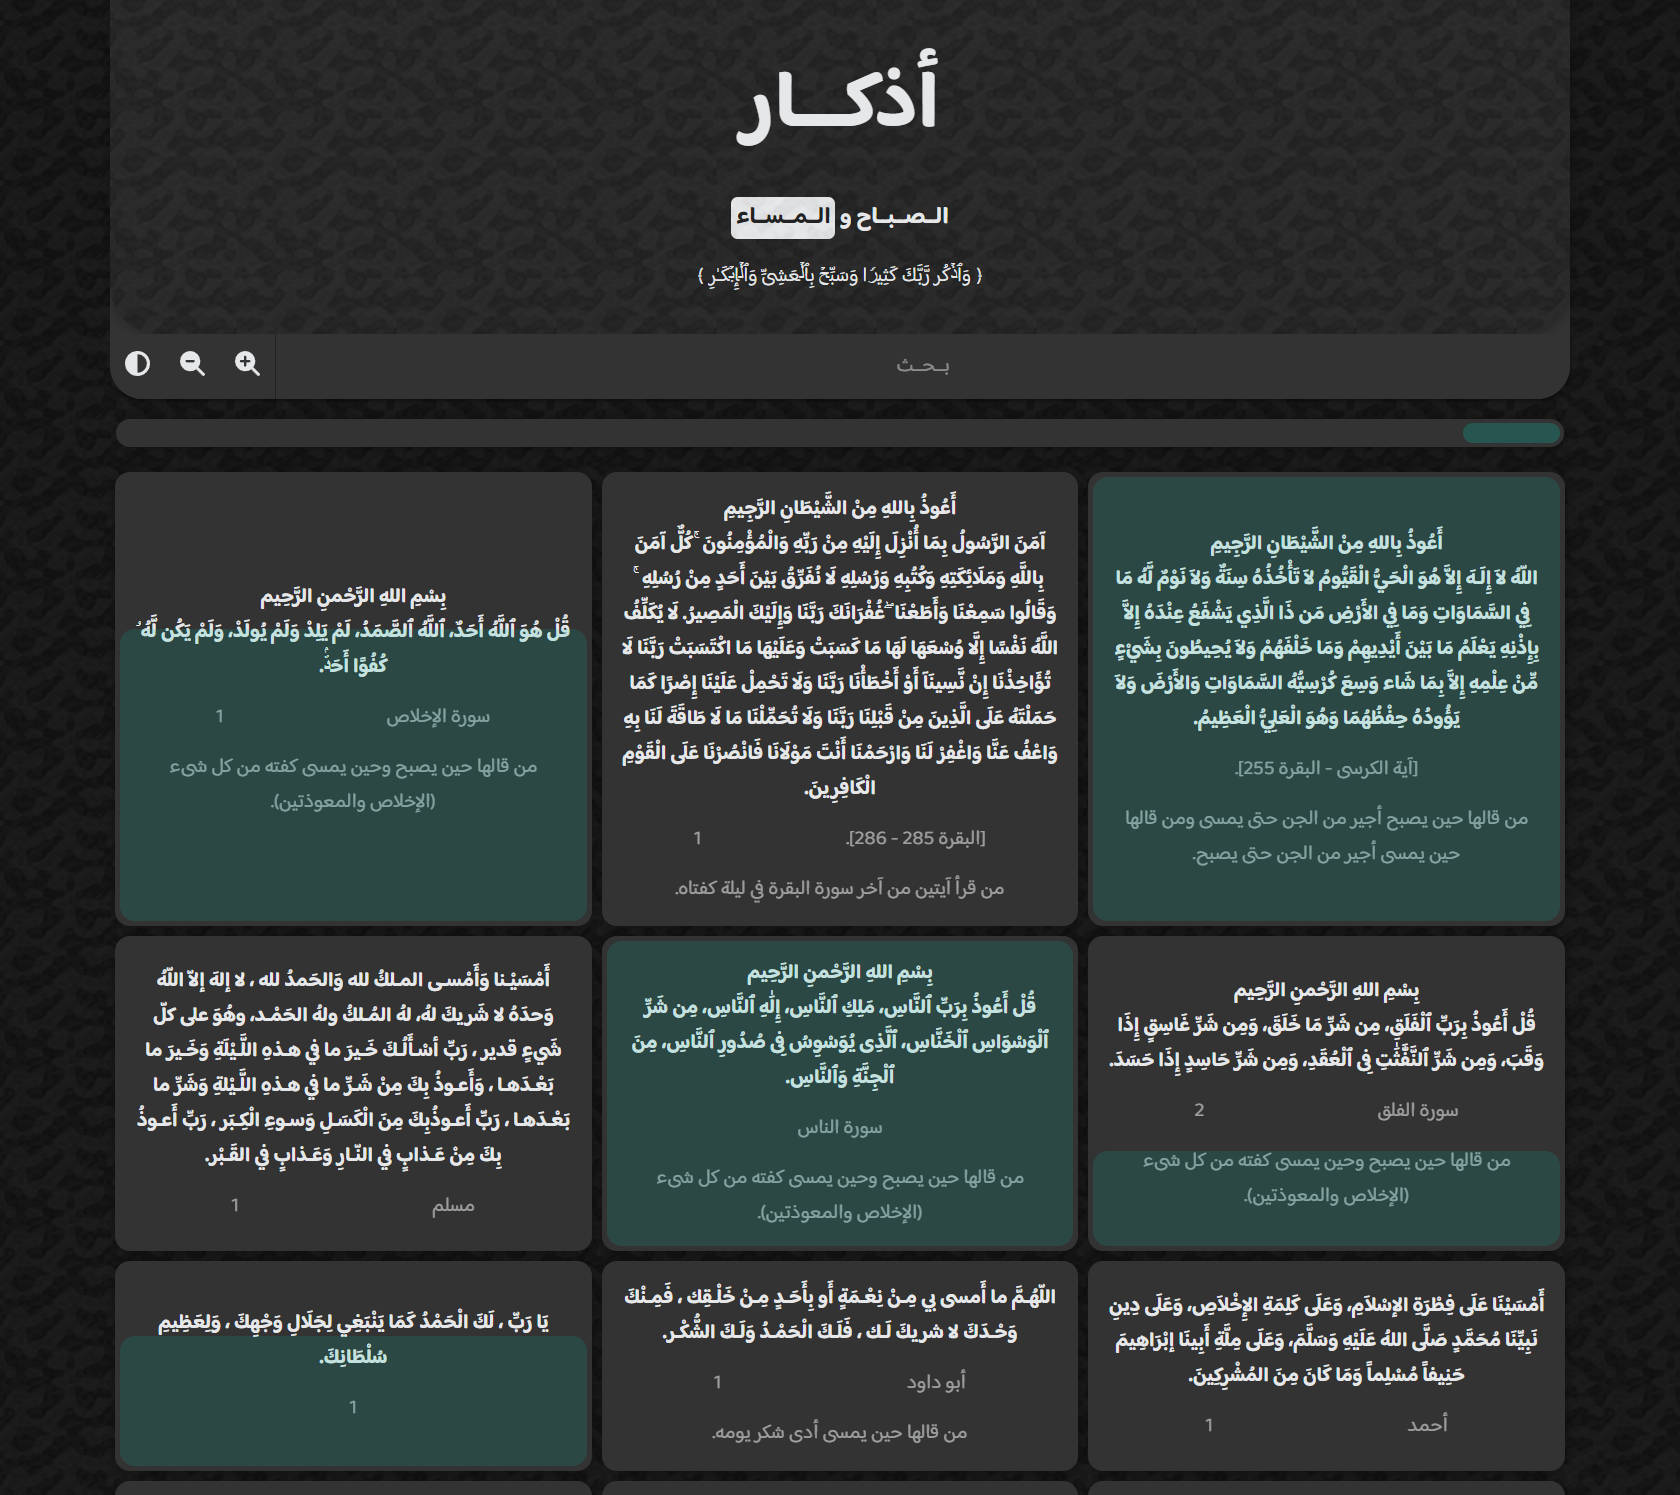 أذكـــار
الـصـبـاح و الـمـسـاء
﴿ وَٱذْكُر رَّبَّكَ كَثِيرًا وَسَبِّحْ بِٱلْعَشِىِّ وَٱلْإِبْكَـٰرِ ﴾
بـحـث
أَعُوذُ بِاللهِ مِنْ الشَّيْطَانِ الرَّجِيمِ
اللّهُ لاَ إِلَـهَ إِلاَّ هُوَ الْحَيُّ الْقَيُّومُ لاَ تَأْخُذُهُ سِنَةٌ وَلاَ نَوْمٌ لَّهُ مَا
فِي السَّمَاوَاتِ وَمَا فِي الأَرْضِ مَن ذَا الَّذِي يَشْفَعُ عِنْدَهُ إِلاَّ
بِإِذْنِهِ يَعْلَمُ مَا بَيْنَ أَيْدِيهِمْ وَمَا خَلْفَهُمْ وَلاَ يُحِيطُونَ بِشَيْءٍ
مِّنْ عِلْمِهِ إِلاَّ بِمَا شَاء وَسِعَ كُرْسِيُّهُ السَّمَاوَاتِ وَالأَرْضَ وَلاَ
يَؤُودُهُ حِفْظُهُمَا وَهُوَ الْعَلِيُّ الْعَظِيمُ.
[آية الكرسى - البقرة 255].
من قالها حين يصبح أجير من الجن حتى يمسى ومن قالها
حين يمسى أجير من الجن حتى يصبح.
أَعُوذُ بِاللهِ مِنْ الشَّيْطَانِ الرَّجِيمِ
آمَنَ الرَّسُولُ بِمَا أُنْزِلَ إِلَيْهِ مِنْ رَبِّهِ وَالْمُؤْمِنُونَ ۚ كُلٌّ آمَنَ
بِاللَّهِ وَمَلَائِكَتِهِ وَكُتُبِهِ وَرُسُلِهِ لَا نُفَرِّقُ بَيْنَ أَحَدٍ مِنْ رُسُلِهِ ۚ
وَقَالُوا سَمِعْنَا وَأَطَعْنَا ۖ غُفْرَانَكَ رَبَّنَا وَإِلَيْكَ الْمَصِيرُ. لَا يُكَلِّفُ
اللَّهُ نَفْسًا إِلَّا وُسْعَهَا لَهَا مَا كَسَبَتْ وَعَلَيْهَا مَا اكْتَسَبَتْ رَبَّنَا لَا
تُؤَاخِذْنَا إِنْ نَّسِينَآ أَوْ أَخْطَأْنَا رَبَّنَا وَلَا تَحْمِلْ عَلَيْنَا إِصْرًا كَمَا
حَمَلْتَهُ عَلَى الَّذِينَ مِنْ قَبْلِنَا رَبَّنَا وَلَا تُحَمِّلْنَا مَا لَا طَاقَةَ لَنَا بِهِ
وَاعْفُ عَنَّا وَاغْفِرْ لَنَا وَارْحَمْنَا أَنْتَ مَوْلَانَا فَانْصُرْنَا عَلَى الْقَوْمِ
الْكَافِرِينَ.
[البقرة 285 - 286]. 1
من قرأ آيتين من آخر سورة البقرة في ليلة كفتاه.
بِسْمِ اللهِ الرَّحْمنِ الرَّحِيم
قُلْ هُوَ ٱللَّهُ أَحَدٌ، ٱللَّهُ ٱلصَّمَدُ، لَمْ يَلِدْ وَلَمْ يُولَدْ، وَلَمْ يَكُن لَّهُۥ
كُفُوًا أَحَدٌۢ.
سورة الإخلاص 1
من قالها حين يصبح وحين يمسى كفته من كل شىء
(الإخلاص والمعوذتين).
بِسْمِ اللهِ الرَّحْمنِ الرَّحِيم
قُلْ أَعُوذُ بِرَبِّ ٱلْفَلَقِ، مِن شَرِّ مَا خَلَقَ، وَمِن شَرِّ غَاسِقٍ إِذَا
وَقَبَ، وَمِن شَرِّ ٱلنَّفَّٰثَٰتِ فِى ٱلْعُقَدِ، وَمِن شَرِّ حَاسِدٍ إِذَا حَسَدَ.
سورة الفلق 2
من قالها حين يصبح وحين يمسى كفته من كل شىء
(الإخلاص والمعوذتين).
بِسْمِ اللهِ الرَّحْمنِ الرَّحِيم
قُلْ أَعُوذُ بِرَبِّ ٱلنَّاسِ، مَلِكِ ٱلنَّاسِ، إِلَٰهِ ٱلنَّاسِ، مِن شَرِّ
ٱلْوَسْوَاسِ ٱلْخَنَّاسِ، ٱلَّذِى يُوَسْوِسُ فِى صُدُورِ ٱلنَّاسِ، مِنَ
ٱلْجِنَّةِ وَٱلنَّاسِ.
سورة الناس
من قالها حين يصبح وحين يمسى كفته من كل شىء
(الإخلاص والمعوذتين).
أَمْسَيْـنا وَأَمْسـى المـلكُ لله وَالحَمدُ لله ، لا إلهَ إلاّ اللّهُ
وَحدَهُ لا شَريكَ لهُ، لهُ المُـلكُ ولهُ الحَمْـد، وهُوَ على كلّ
شَيءٍ قدير ، رَبِّ أسْـأَلُـكَ خَـيرَ ما في هـذهِ اللَّـيْلَةِ وَخَـيرَ ما
بَعْـدَهـا ، وَأَعـوذُ بِكَ مِنْ شَـرِّ ما في هـذهِ اللَّـيْلةِ وَشَرِّ ما
بَعْـدَهـا ، رَبِّ أَعـوذُبِكَ مِنَ الْكَسَـلِ وَسـوءِ الْكِـبَر ، رَبِّ أَعـوذُ
بِكَ مِنْ عَـذابٍ في النّـارِ وَعَـذابٍ في القَـبْر.
مسلم 1
أَمْسَيْنَا عَلَى فِطْرَةِ الإسْلاَمِ، وَعَلَى كَلِمَةِ الإِخْلاَصِ، وَعَلَى دِينِ
نَبِيِّنَا مُحَمَّدٍ صَلَّى اللهُ عَلَيْهِ وَسَلَّمَ، وَعَلَى مِلَّةِ أَبِينَا إبْرَاهِيمَ
حَنِيفاً مُسْلِماً وَمَا كَانَ مِنَ المُشْرِكِينَ.
أحمد 1
اللّهُـمَّ ما أَمسى بي مِـنْ نِعْـمَةٍ أَو بِأَحَـدٍ مِـنْ خَلْـقِك ، فَمِـنْكَ
وَحْـدَكَ لا شريكَ لَـك ، فَلَـكَ الْحَمْـدُ وَلَـكَ الشُّكْـر.
أبو داود 1
من قالها حين يمسى أدى شكر يومه.
يَا رَبِّ ، لَكَ الْحَمْدُ كَمَا يَنْبَغِي لِجَلَالِ وَجْهِكَ ، وَلِعَظِيمِ
سُلْطَانِكَ.
1